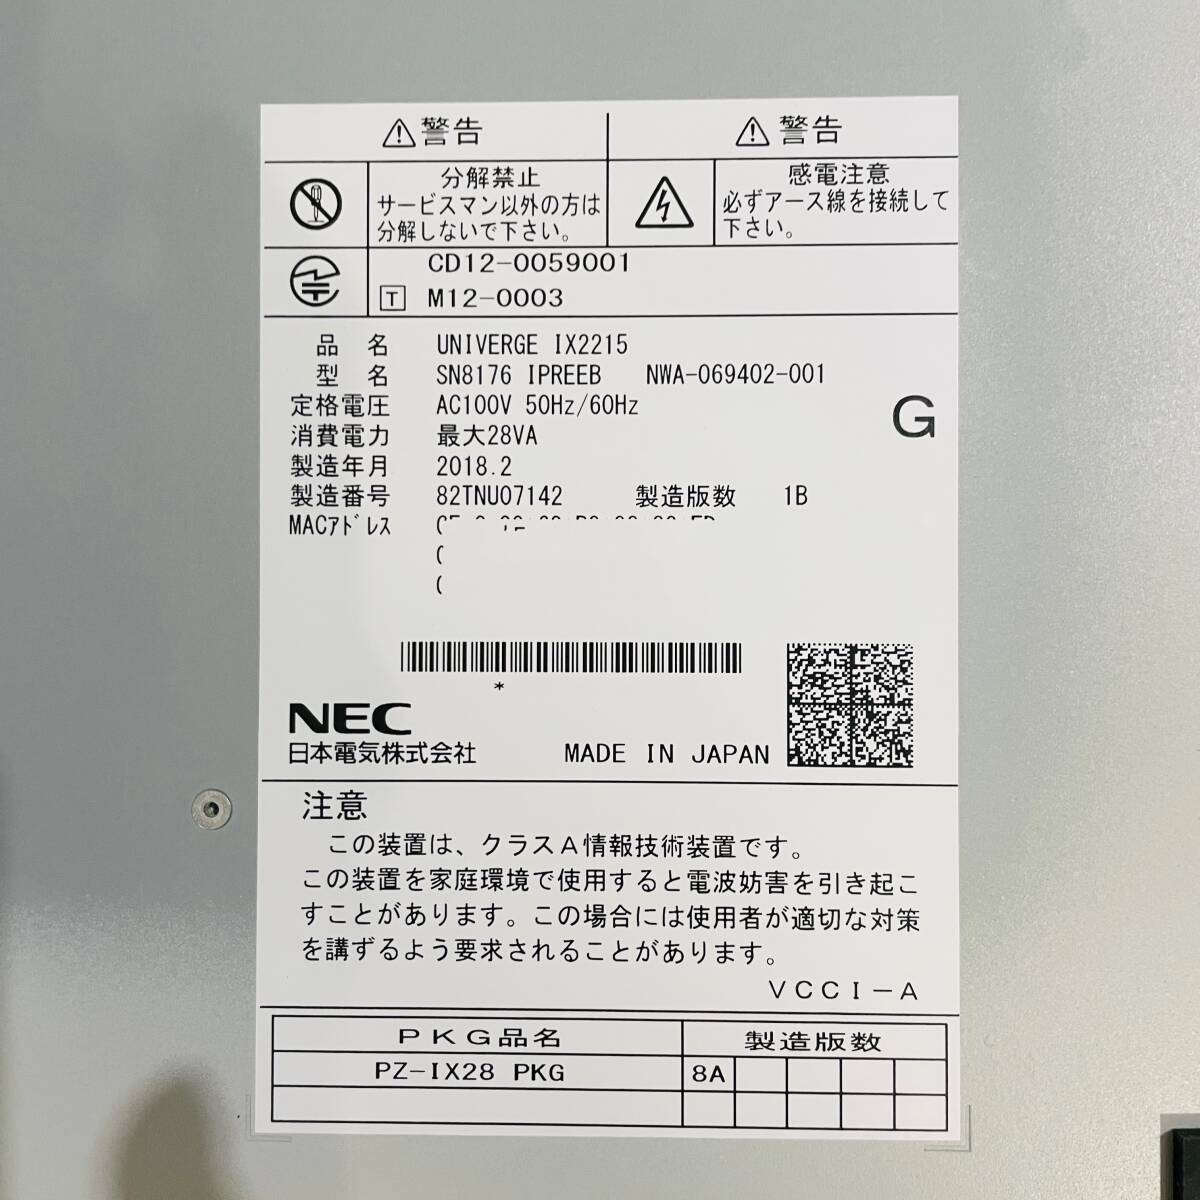 警告
分解禁止
サービスマン以外の方は
分解しないで下さい。
警告
感電注意
必ずアース線を接続して
下さい。
CD12-0059001
T M12-0003
品名 UNIVERGE IX2215
型名 SN8176 IPREEB NWA-069402-001
定格電圧 AC100V 50Hz/60Hz
消費電力 最大28VA
製造年月 2018.2
製造番号 82TNU07142 製造版数 1B
MACアドレス
G
*
NEC
日本電気株式会社 MADE IN JAPAN
注意
この装置は、クラスA情報技術装置です。
この装置を家庭環境で使用すると電波妨害を引き起こ
すことがあります。この場合には使用者が適切な対策
を講ずるよう要求されることがあります。
VCCI-A
PKG品名 製造版数
PZ-IX28 PKG 8A